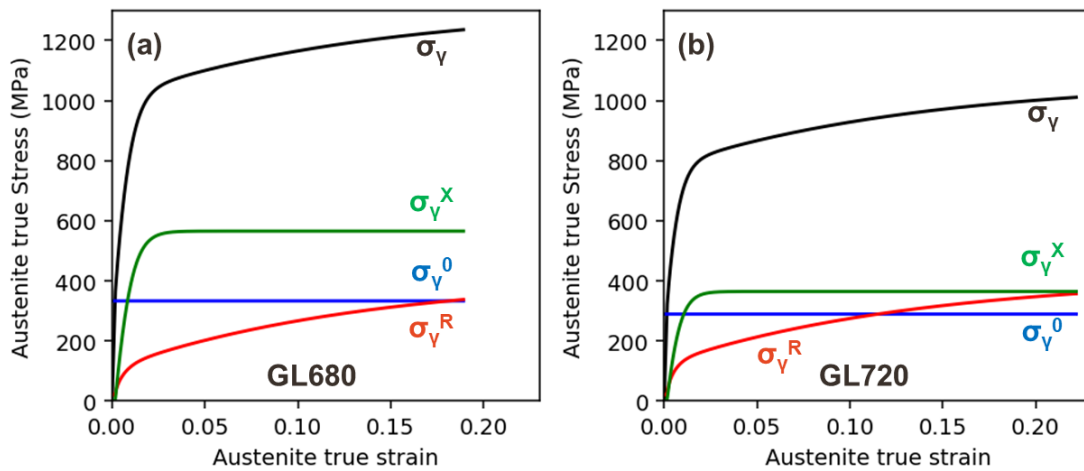 (a)
σγ
σγX
σγ0
σγR
GL680
Austenite true Stress (MPa)
0
200
400
600
800
1000
1200
0.00
0.05
0.10
0.15
0.20
Austenite true strain
(b)
σγ
σγX
σγ0
σγR
GL720
Austenite true Stress (MPa)
0
200
400
600
800
1000
1200
0.00
0.05
0.10
0.15
0.20
Austenite true strain